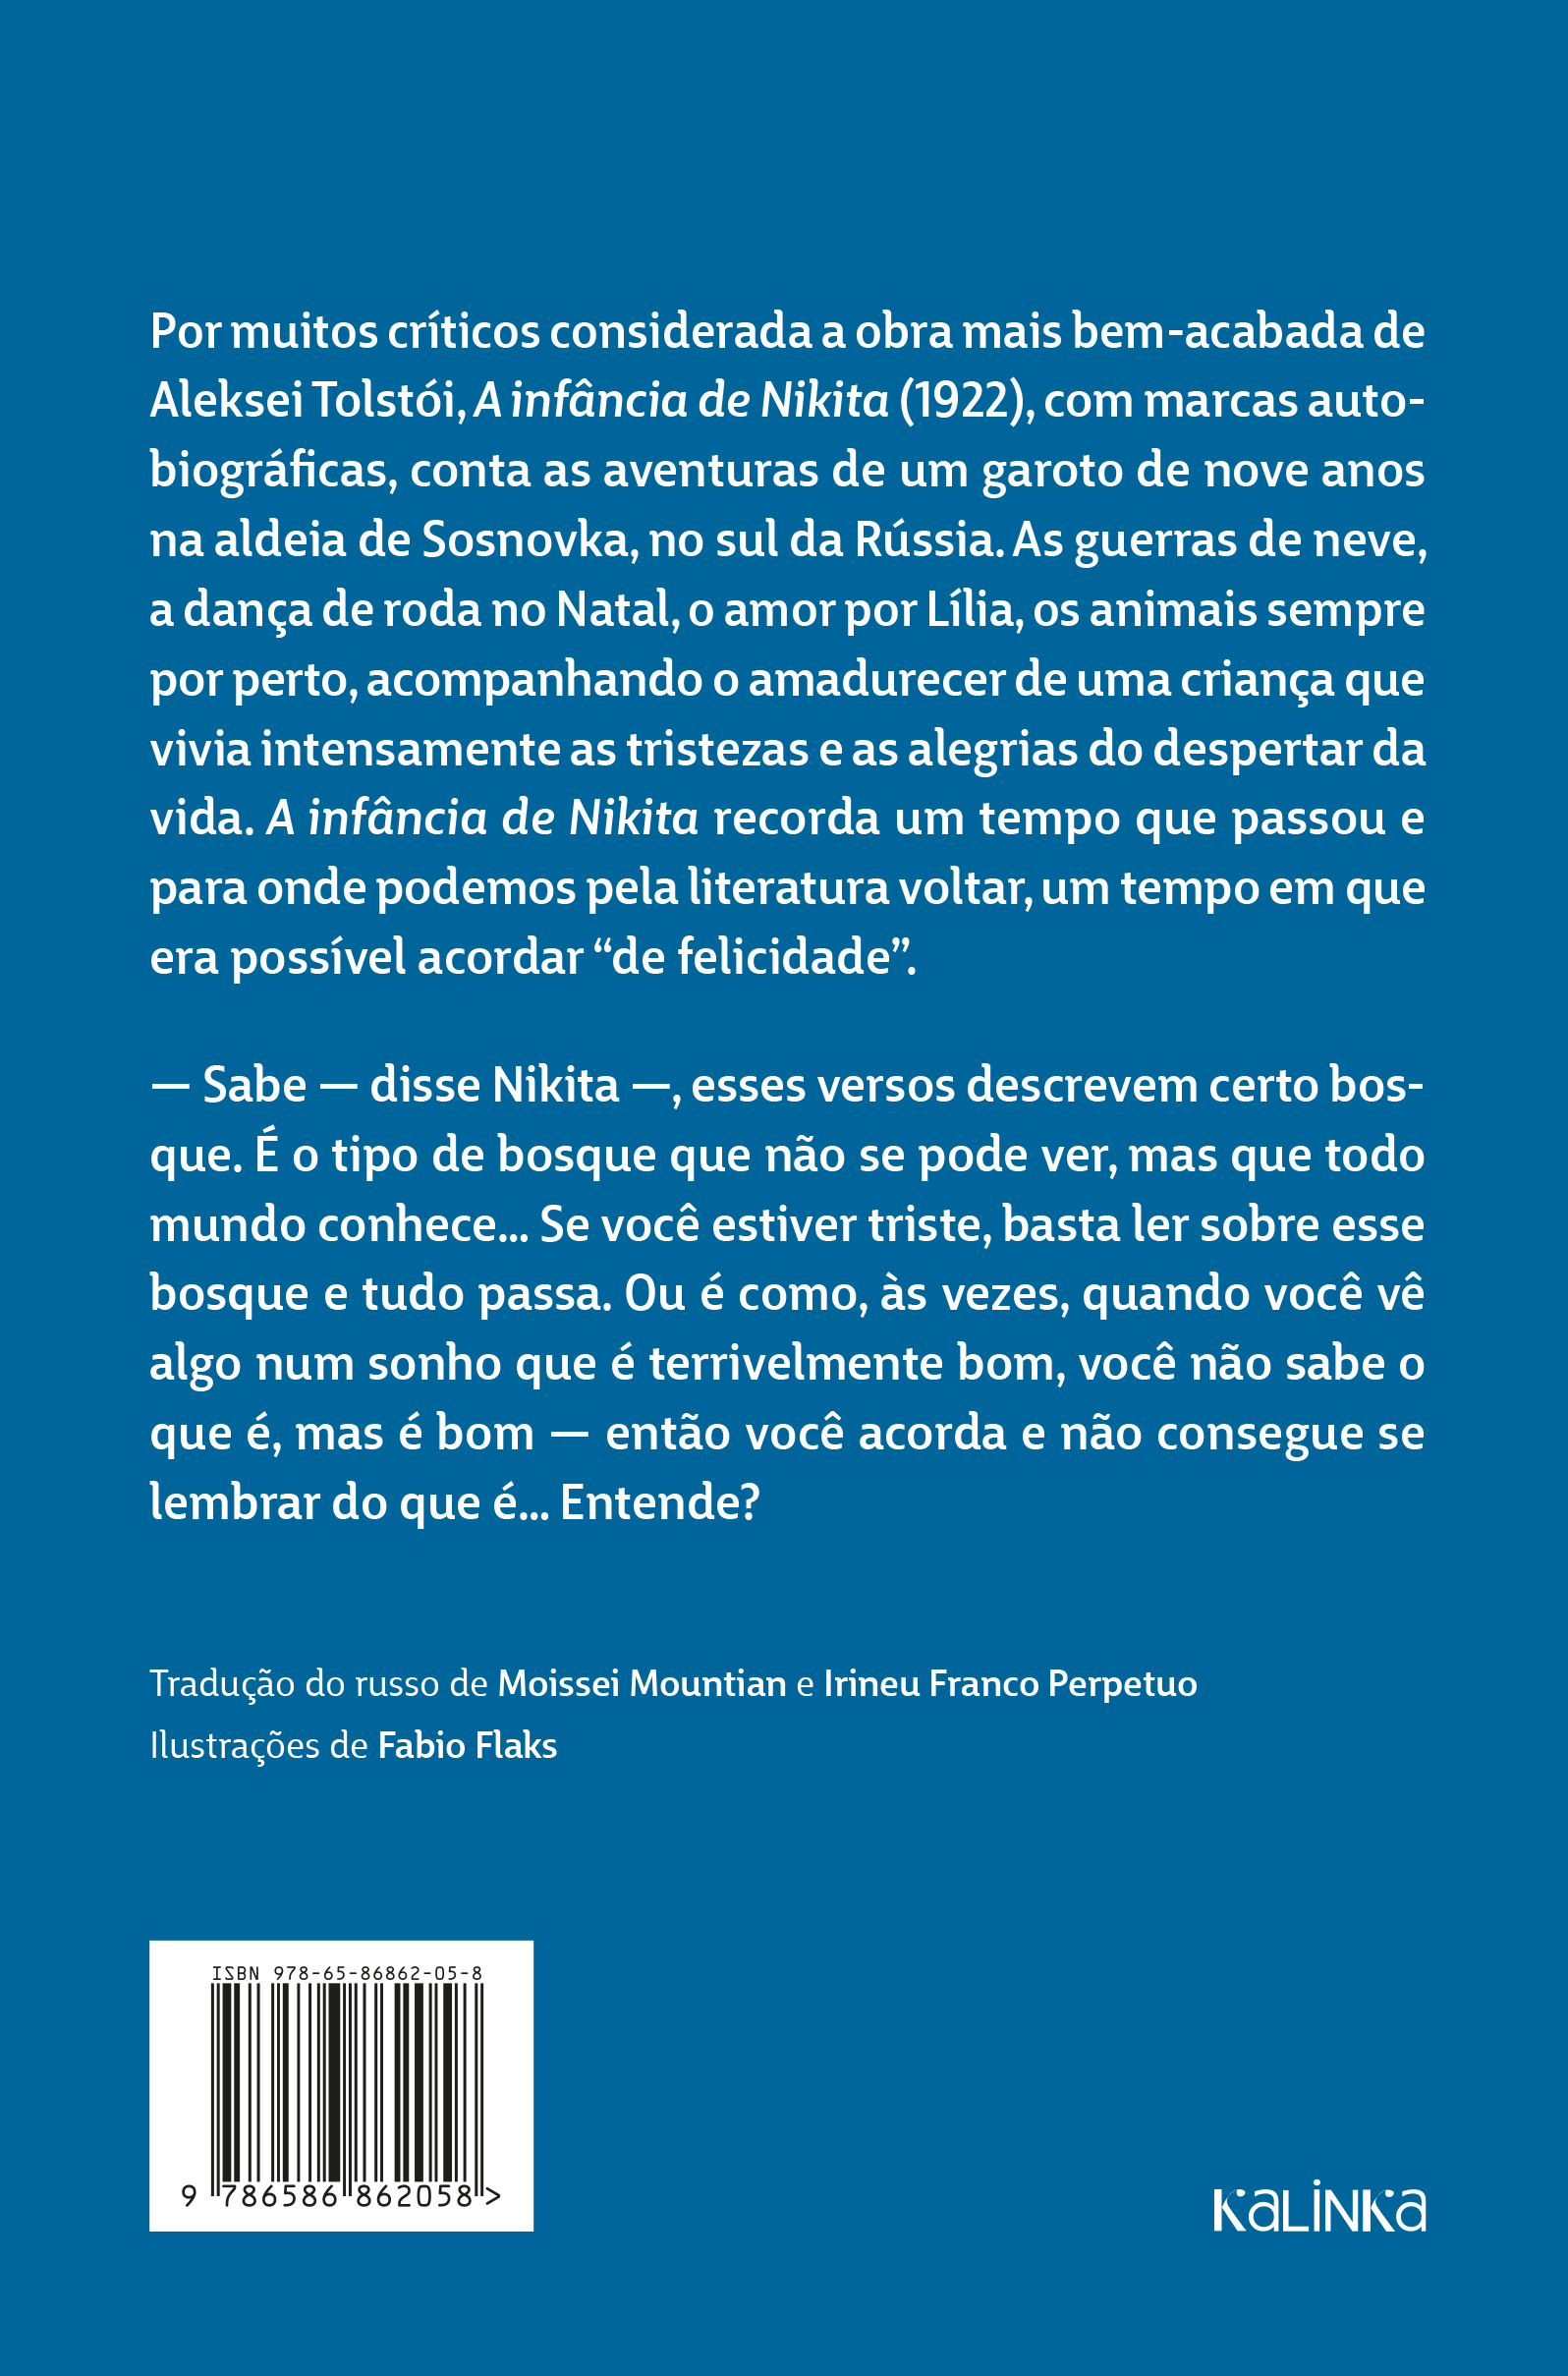 Por muitos críticos considerada a obra mais bem-acabada de
Aleksei Tolstói, A infância de Nikita (1922), com marcas auto-
biográficas, conta as aventuras de um garoto de nove anos
na aldeia de Sosnovka, no sul da Rússia. As guerras de neve,
a dança de roda no Natal, o amor por Lília, os animais sempre
por perto, acompanhando o amadurecer de uma criança que
vivia intensamente as tristezas e as alegrias do despertar da
vida. A infância de Nikita recorda um tempo que passou e
para onde podemos pela literatura voltar, um tempo em que
era possível acordar “de felicidade”.
— Sabe — disse Nikita —, esses versos descrevem certo bos-
que. É o tipo de bosque que não se pode ver, mas que todo
mundo conhece... Se você estiver triste, basta ler sobre esse
bosque e tudo passa. Ou é como, às vezes, quando você vê
algo num sonho que é terrivelmente bom, você não sabe o
que é, mas é bom — então você acorda e não consegue se
lembrar do que é... Entende?
Tradução do russo de Moissei Mountian e Irineu Franco Perpetuo
Ilustrações de Fabio Flaks
ISBN 978-65-86862-05-8
9 786586 862058 >
KALINKA